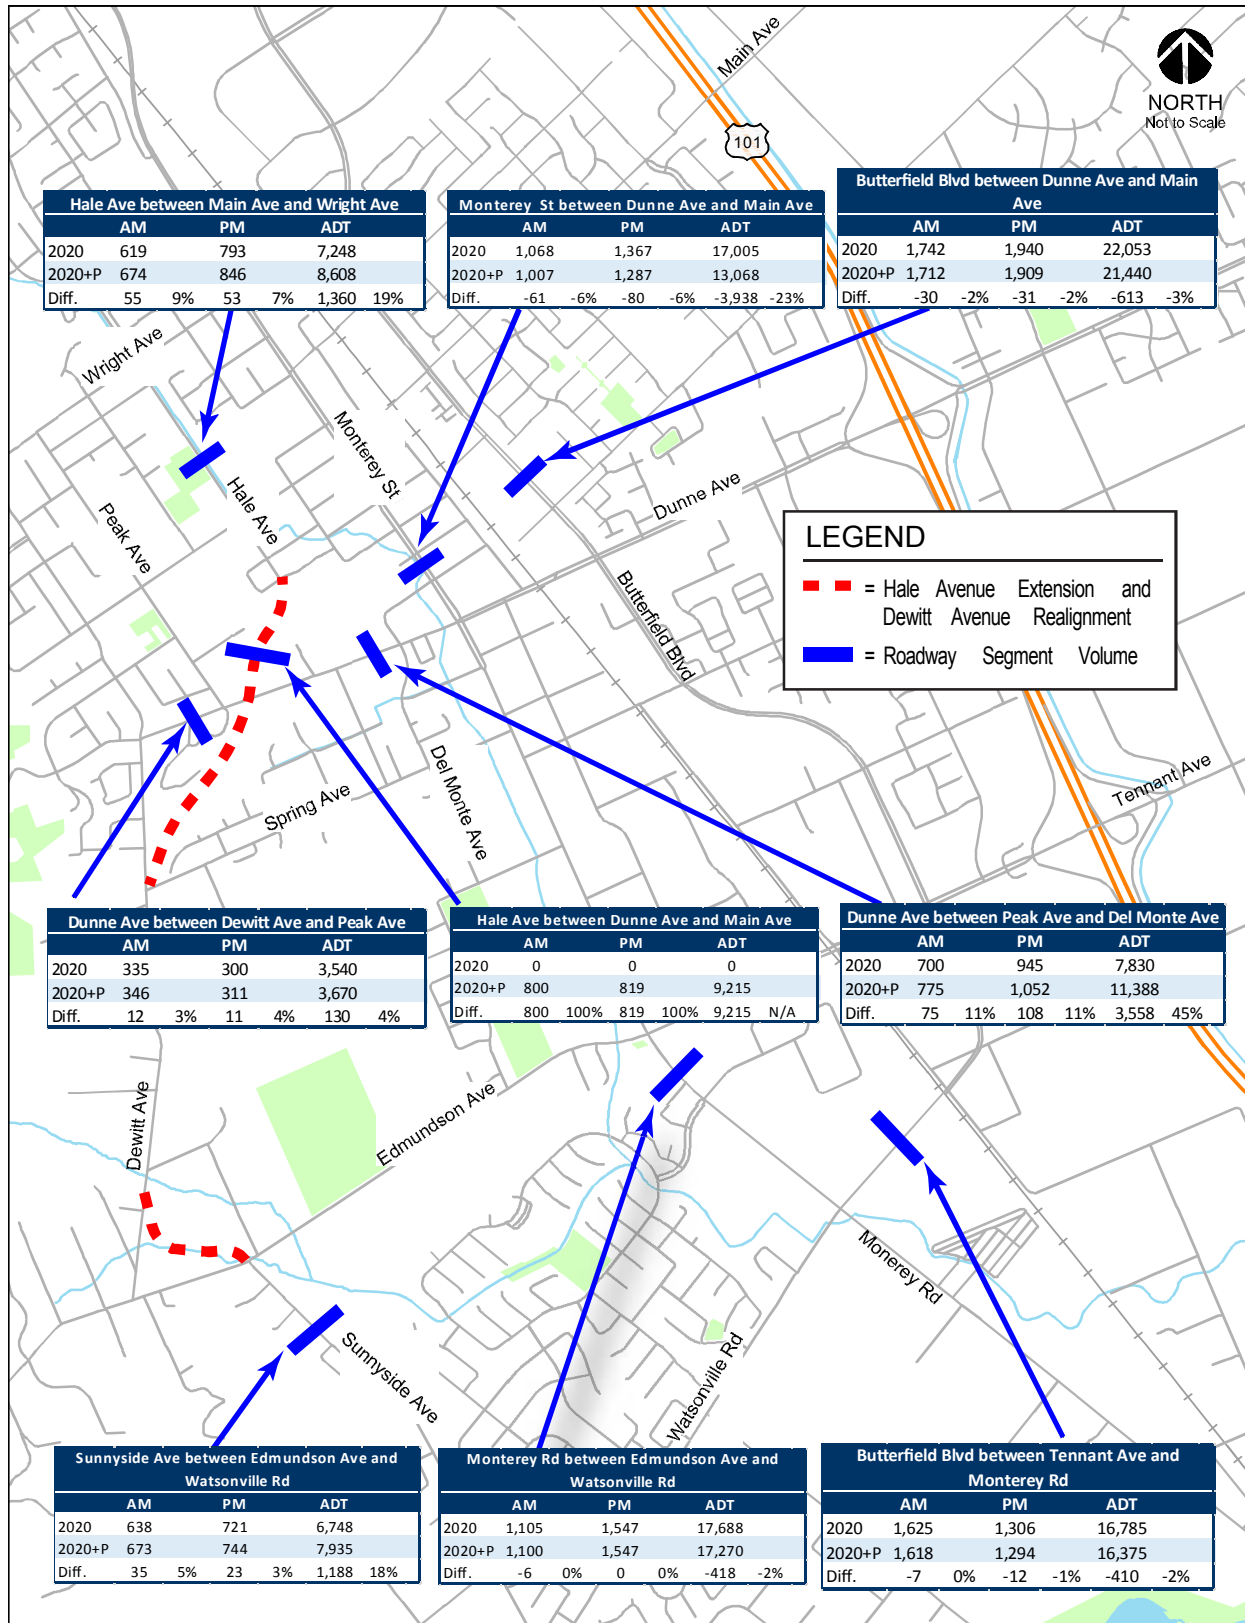 Main Ave
NORTH
Not to Scale
101
Hale Ave between Main Ave and Wright Ave
AM PM ADT
2020 619 793 7,248
2020+P 674 846 8,608
Diff. 55 9% 53 7% 1,360 19%
Monterey St between Dunne Ave and Main Ave
AM PM ADT
2020 1,068 1,367 17,005
2020+P 1,007 1,287 13,068
Diff. -61 -6% -80 -6% -3,938 -23%
Butterfield Blvd between Dunne Ave and Main
Ave
AM PM ADT
2020 1,742 1,940 22,053
2020+P 1,712 1,909 21,440
Diff. -30 -2% -31 -2% -613 -3%
Wright Ave
Monterey St
Hale Ave
Peak Ave
Dunne Ave
Butterfield Blvd
LEGEND
= Hale Avenue Extension and
Dewitt Avenue Realignment
= Roadway Segment Volume
Del Monte Ave
Spring Ave
Tennant Ave
Dunne Ave between Dewitt Ave and Peak Ave
AM PM ADT
2020 335 300 3,540
2020+P 346 311 3,670
Diff. 12 3% 11 4% 130 4%
Hale Ave between Dunne Ave and Main Ave
AM PM ADT
2020 0 0 0
2020+P 800 819 9,215
Diff. 800 100% 819 100% 9,215 N/A
Dunne Ave between Peak Ave and Del Monte Ave
AM PM ADT
2020 700 945 7,830
2020+P 775 1,052 11,388
Diff. 75 11% 108 11% 3,558 45%
Dewitt Ave
Edmundson Ave
Monerey Rd
Sunnyside Ave
Watsonville Rd
Sunnyside Ave between Edmundson Ave and
Watsonville Rd
AM PM ADT
2020 638 721 6,748
2020+P 673 744 7,935
Diff. 35 5% 23 3% 1,188 18%
Monterey Rd between Edmundson Ave and
Watsonville Rd
AM PM ADT
2020 1,105 1,547 17,688
2020+P 1,100 1,547 17,270
Diff. -6 0% 0 0% -418 -2%
Butterfield Blvd between Tennant Ave and
Monterey Rd
AM PM ADT
2020 1,625 1,306 16,785
2020+P 1,618 1,294 16,375
Diff. -7 0% -12 -1% -410 -2%